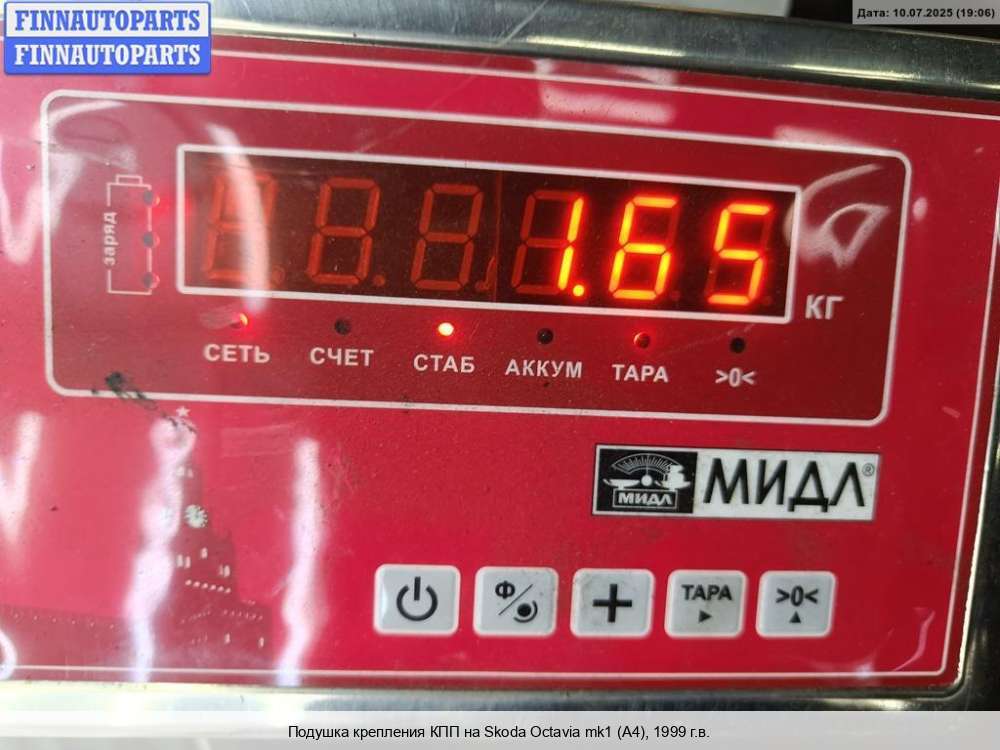 FINNAUTOPARTS
FINNAUTOPARTS
Дата: 10.07.2025 (19:06)
заряд
1.65
КГ
СЕТЬ СЧЕТ СТАБ АККУМ ТАРА >0<
МИДЛ МИДЛ®
Ф ТАРА >0<
Подушка крепления КПП на Skoda Octavia mk1 (A4), 1999 г.в.